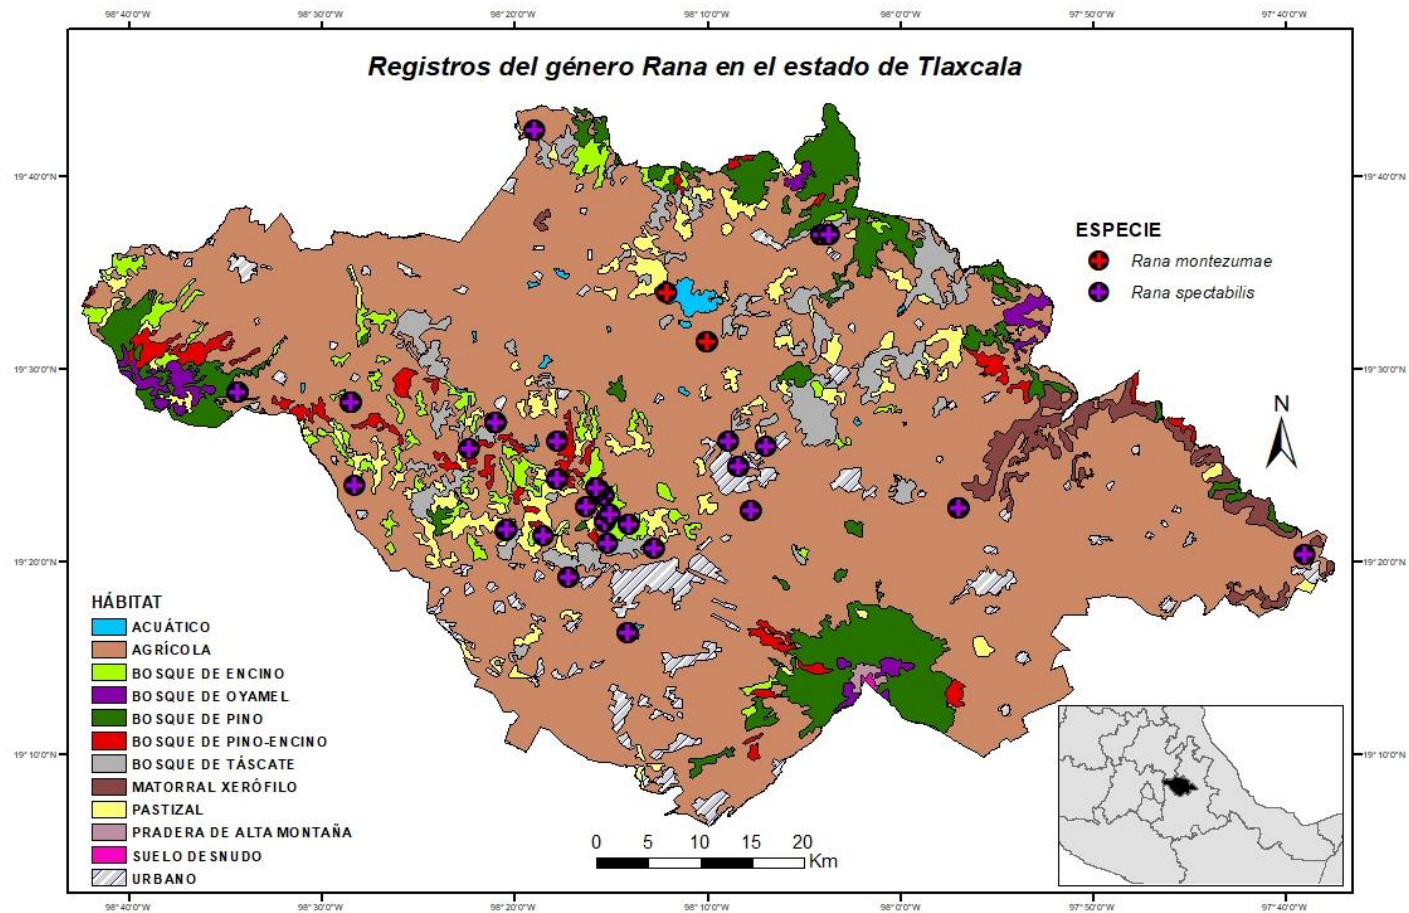 98° 40'0"W 98° 30'0"W 98° 20'0"W 98° 10'0"W 98° 0'0"W 97° 50'0"W 97° 40'0"W
Registros del género Rana en el estado de Tlaxcala
19° 40'0"N 19° 40'0"N
ESPECIE
Rana montezumae
Rana spectabilis
19° 30'0"N 19° 30'0"N
N
19° 20'0"N 19° 20'0"N
HÁBITAT
ACUÁTICO
AGRÍCOLA
BOSQUE DE ENCINO
BOSQUE DE OYAMEL
BOSQUE DE PINO
BOSQUE DE PINO-ENCINO
BOSQUE DE TÁSCATE
MATORRAL XERÓFILO
PASTIZAL
PRADERA DE ALTA MONTAÑA
SUELO DESNUDO
URBANO
19° 10'0"N 19° 10'0"N
0 5 10 15 20
Km
98° 40'0"W 98° 30'0"W 98° 20'0"W 98° 10'0"W 98° 0'0"W 97° 50'0"W 97° 40'0"W